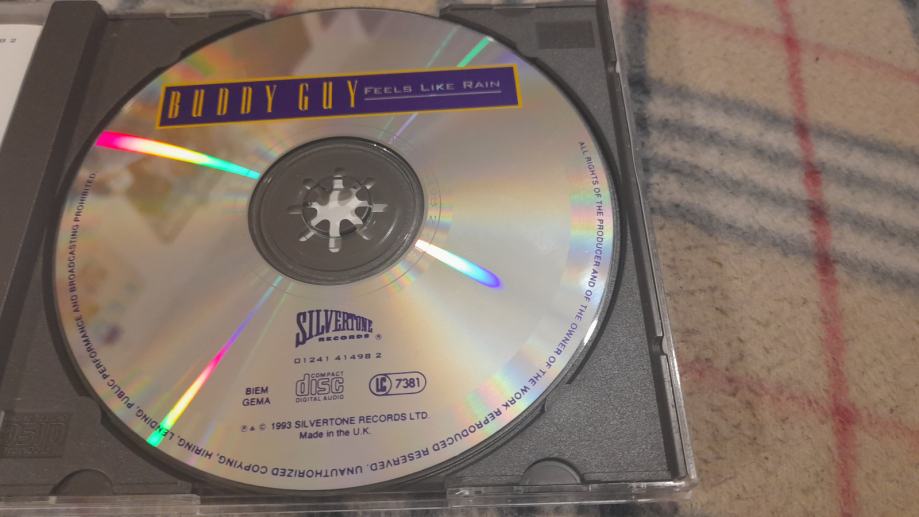 8 2
BUDDY GUY FEELS LIKE RAIN
SILVERTONE
RECORDS ®
01241 41498 2
BIEM
GEMA
COMPACT
disc
DIGITAL AUDIO
LC 7381
℗ © 1993 SILVERTONE RECORDS LTD.
Made in the U.K.
ALL RIGHTS OF THE PRODUCER AND OF THE OWNER OF THE WORK REPRODUCED RESERVED. UNAUTHORIZED COPYING, HIRING, LENDING, PUBLIC PERFORMANCE AND BROADCASTING PROHIBITED